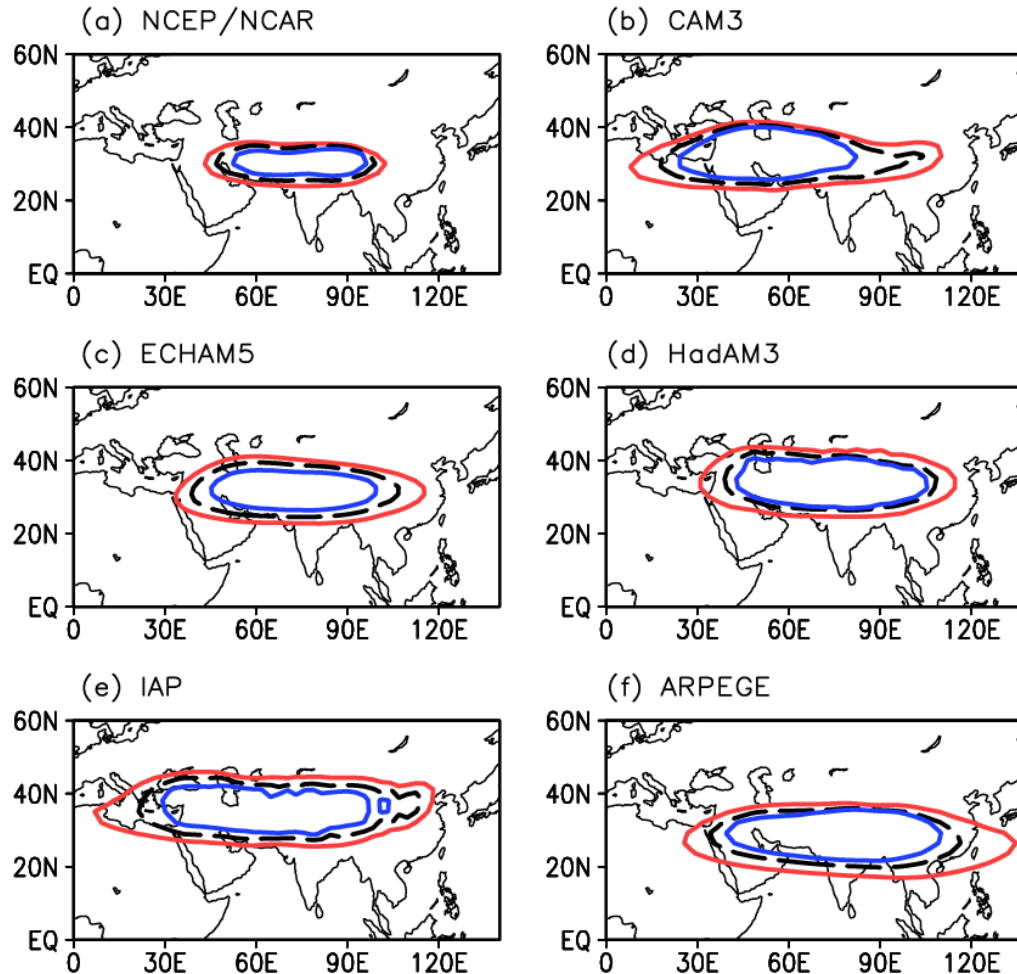 (a) NCEP/NCAR
60N
40N
20N
EQ
0 30E 60E 90E 120E
(b) CAM3
60N
40N
20N
EQ
0 30E 60E 90E 120E
(c) ECHAM5
60N
40N
20N
EQ
0 30E 60E 90E 120E
(d) HadAM3
60N
40N
20N
EQ
0 30E 60E 90E 120E
(e) IAP
60N
40N
20N
EQ
0 30E 60E 90E 120E
(f) ARPEGE
60N
40N
20N
EQ
0 30E 60E 90E 120E